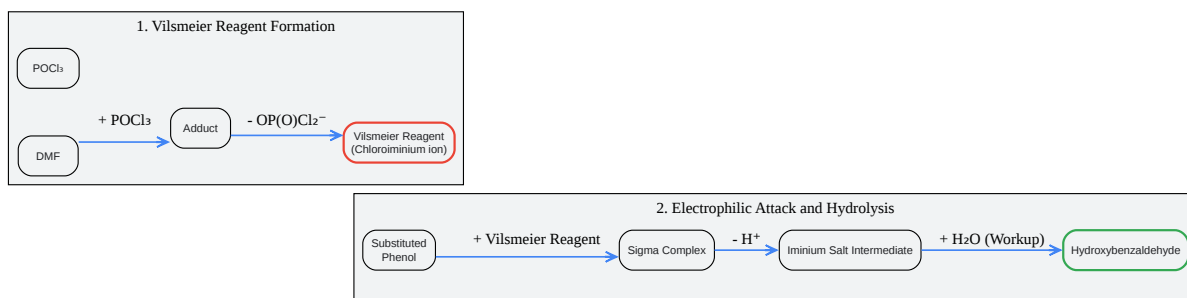 1. Vilsmeier Reagent Formation
POCl₃
+ POCl₃
Adduct
- OP(O)Cl₂⁻
Vilsmeier Reagent
(Chloroiminium ion)
DMF
2. Electrophilic Attack and Hydrolysis
Substituted
Phenol
+ Vilsmeier Reagent
Sigma Complex
- H⁺
Iminium Salt Intermediate
+ H₂O (Workup)
Hydroxybenzaldehyde